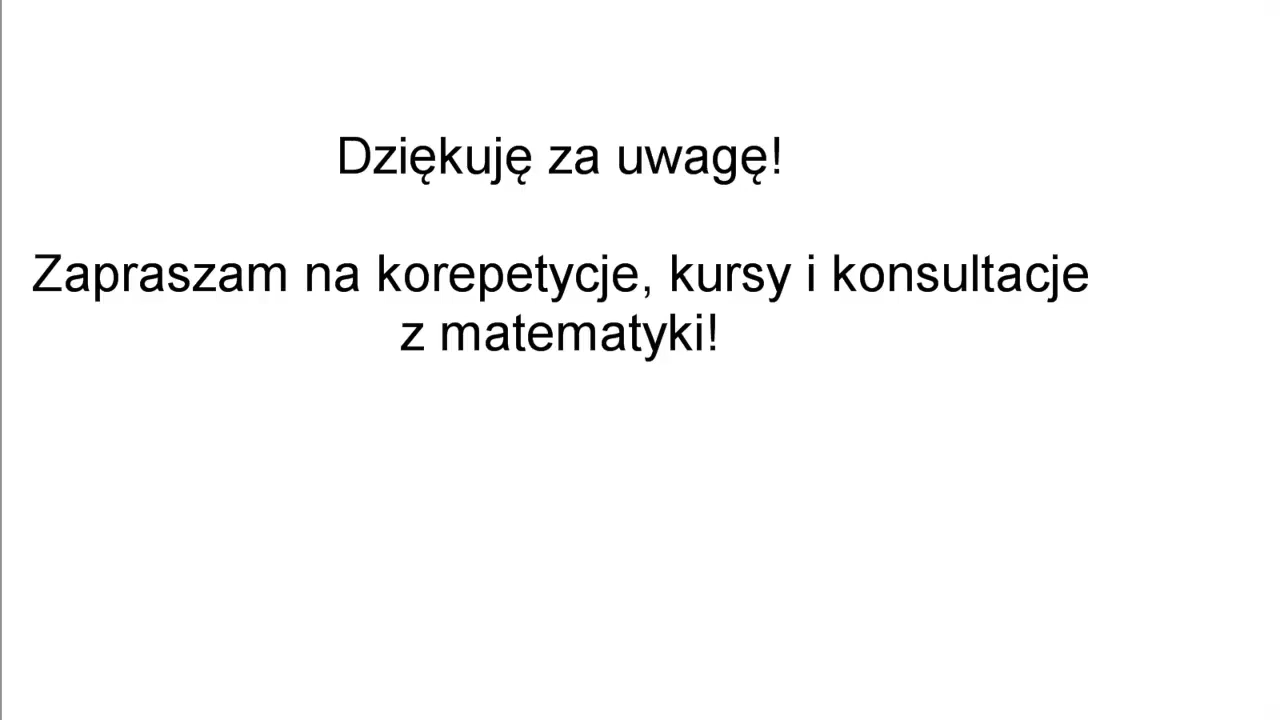 Dziękuję za uwagę!
Zapraszam na korepetycje, kursy i konsultacje
z matematyki!